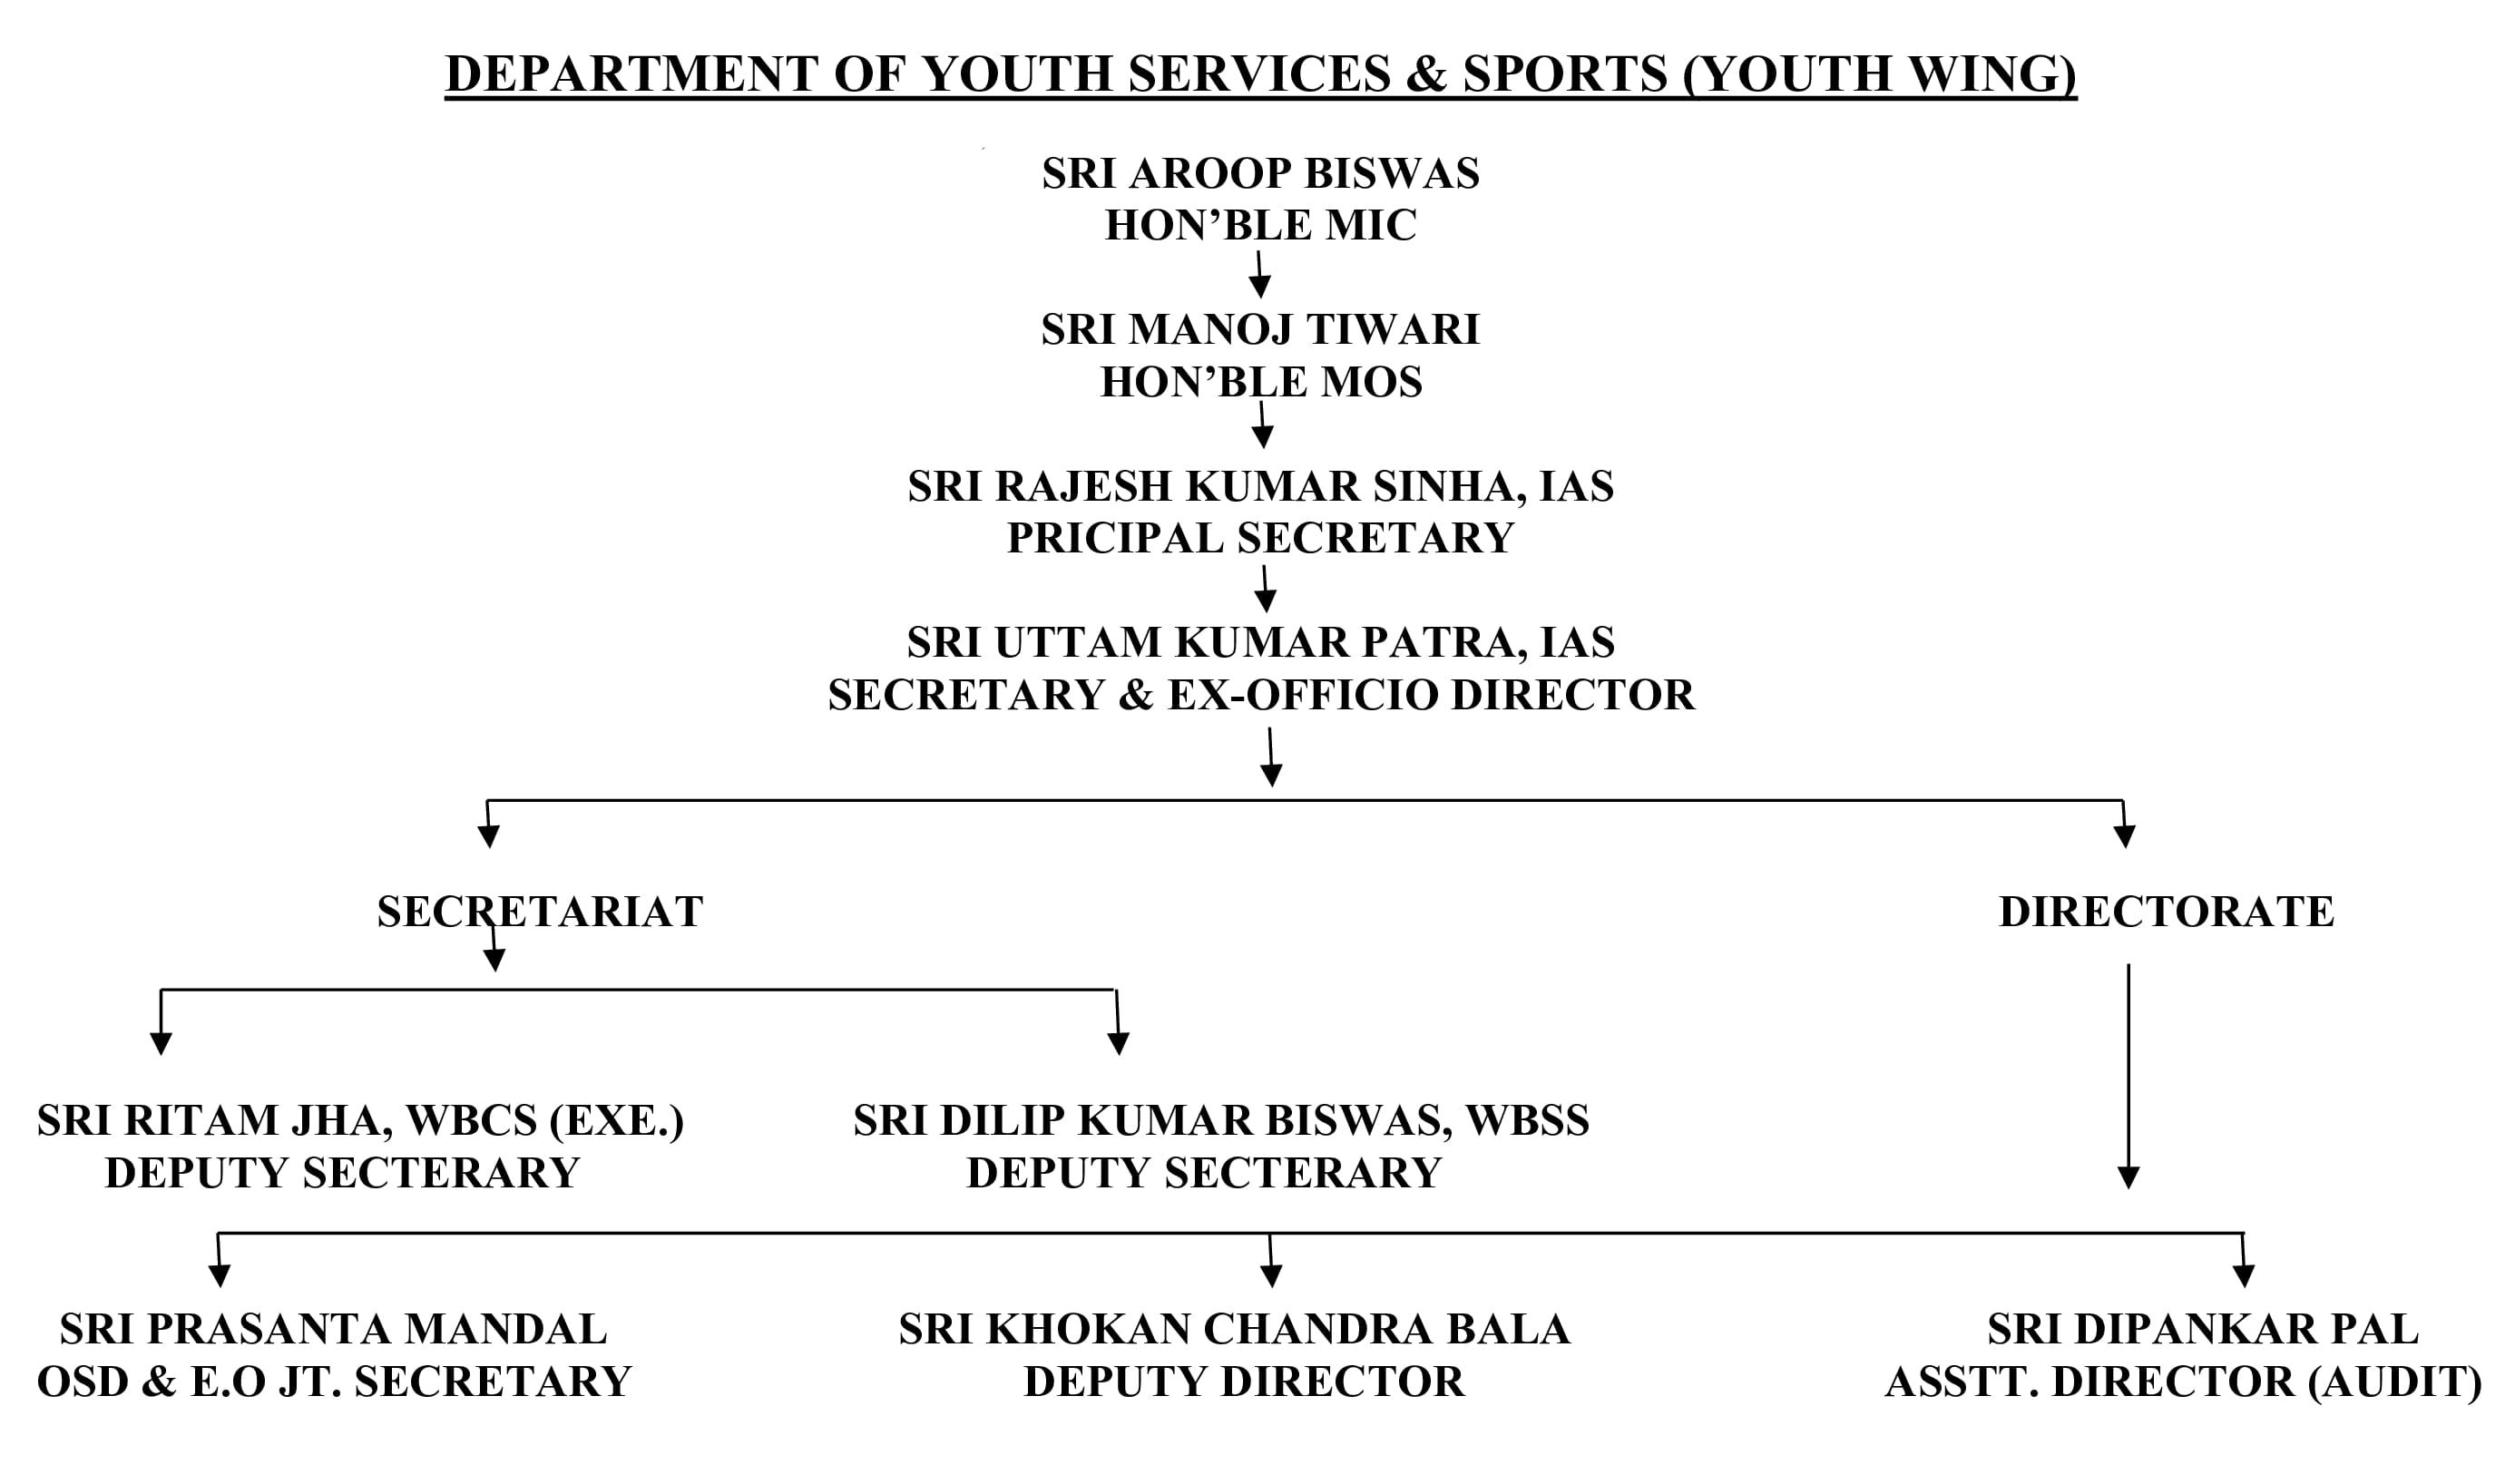 DEPARTMENT OF YOUTH SERVICES & SPORTS (YOUTH WING)
SRI AROOP BISWAS
HON’BLE MIC
SRI MANOJ TIWARI
HON’BLE MOS
SRI RAJESH KUMAR SINHA, IAS
PRICIPAL SECRETARY
SRI UTTAM KUMAR PATRA, IAS
SECRETARY & EX-OFFICIO DIRECTOR
SECRETARIAT
DIRECTORATE
SRI RITAM JHA, WBCS (EXE.)
DEPUTY SECTERARY
SRI DILIP KUMAR BISWAS, WBSS
DEPUTY SECTERARY
SRI PRASANTA MANDAL
OSD & E.O JT. SECRETARY
SRI KHOKAN CHANDRA BALA
DEPUTY DIRECTOR
SRI DIPANKAR PAL
ASSTT. DIRECTOR (AUDIT)